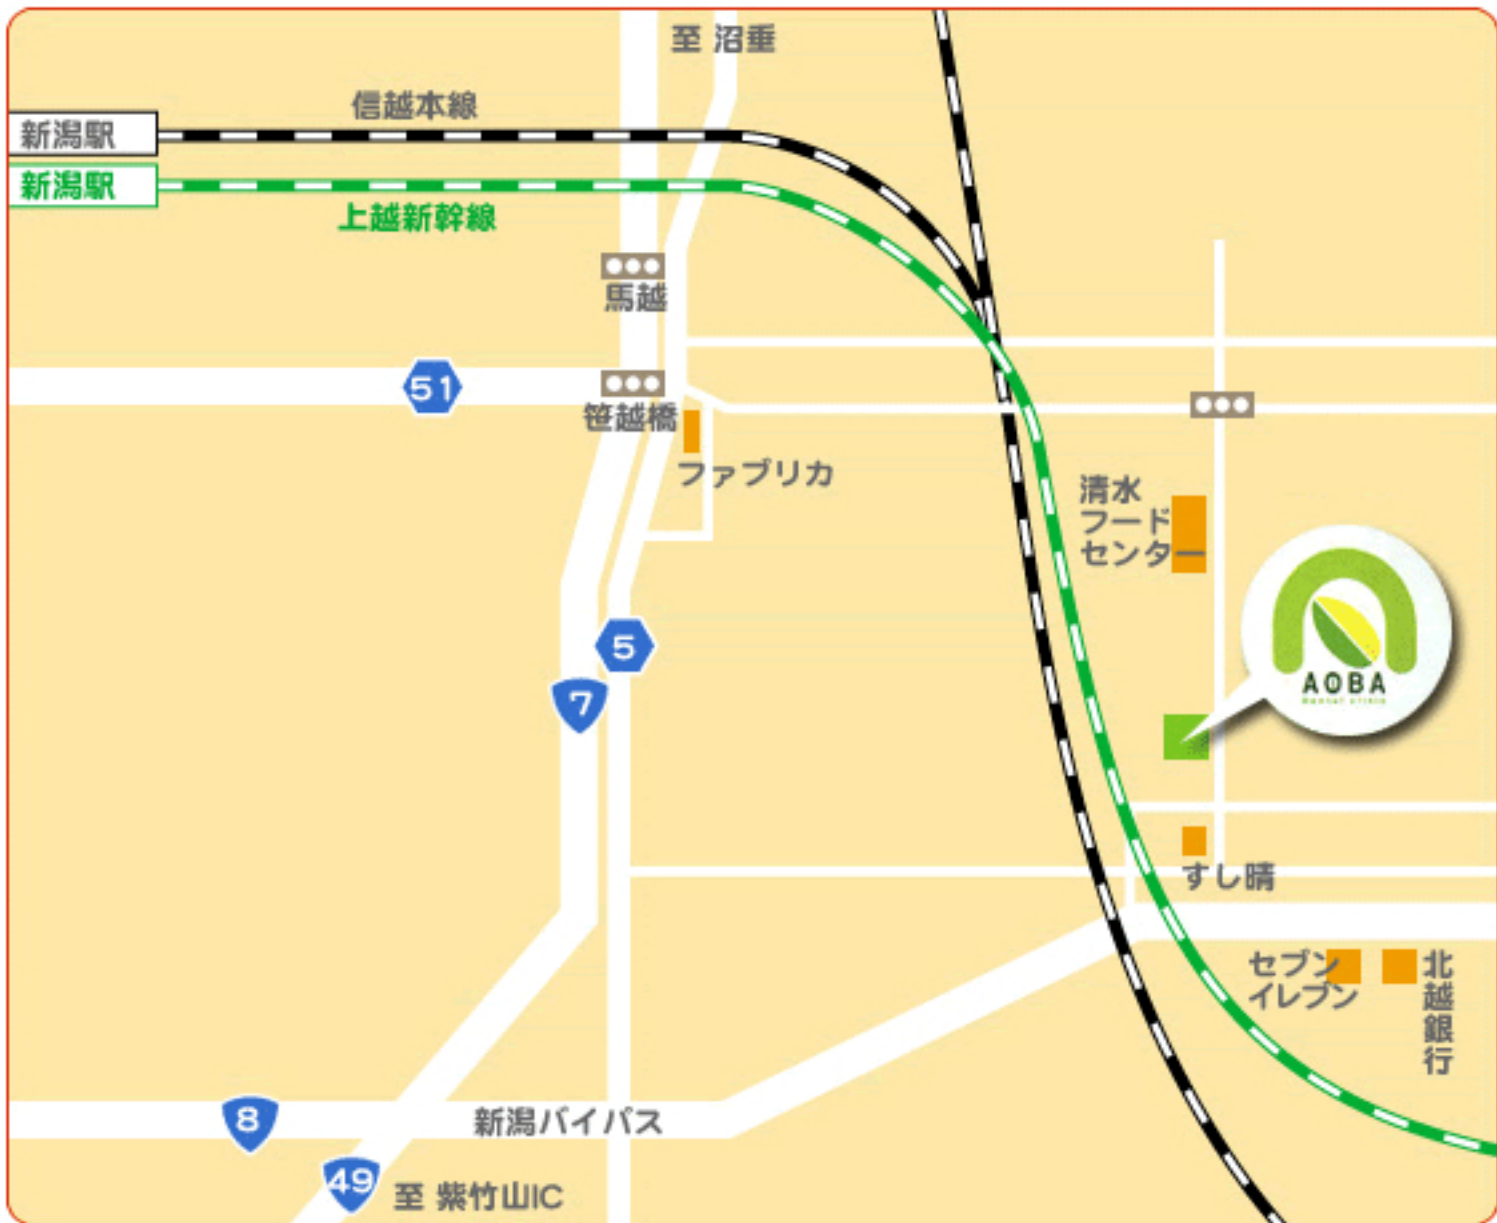 至 沼垂
信越本線
新潟駅
新潟駅
上越新幹線
馬越
51
笹越橋
ファブリカ
清水
フード
センター
5
7
AOBA
すし晴
セブン
イレブン
北越銀行
8
新潟バイパス
49
至 紫竹山IC